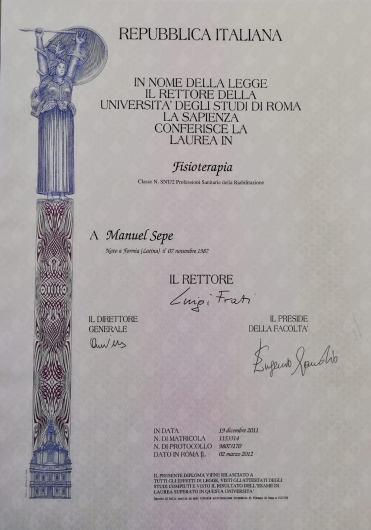 REPUBBLICA ITALIANA
IN NOME DELLA LEGGE
IL RETTORE DELLA
UNIVERSITA' DEGLI STUDI DI ROMA
LA SAPIENZA
CONFERISCE LA
LAUREA IN
Fisioterapia
Classe N. SNT/2 Professioni Sanitarie della Riabilitazione
A Manuel Sepe
Nato a Formia (Latina) il 07 novembre 1987
IL RETTORE
Luigi Frati
IL DIRETTORE
GENERALE
IL PRESIDE
DELLA FACOLTA'
Eugenio
IN DATA 19 dicembre 2011
N. DI MATRICOLA
N. DI PROTOCOLLO
DATO IN ROMA IL 02 marzo 2012
IL PRESENTE DIPLOMA VIENE RILASCIATO A
TUTTI GLI EFFETTI DI LEGGE, VISTI GLI ATTESTATI DEGLI
STUDI COMPIUTI E VISTO IL RISULTATO DELL'ESAME DI
LAUREA SUPERATO IN QUESTA UNIVERSITA'